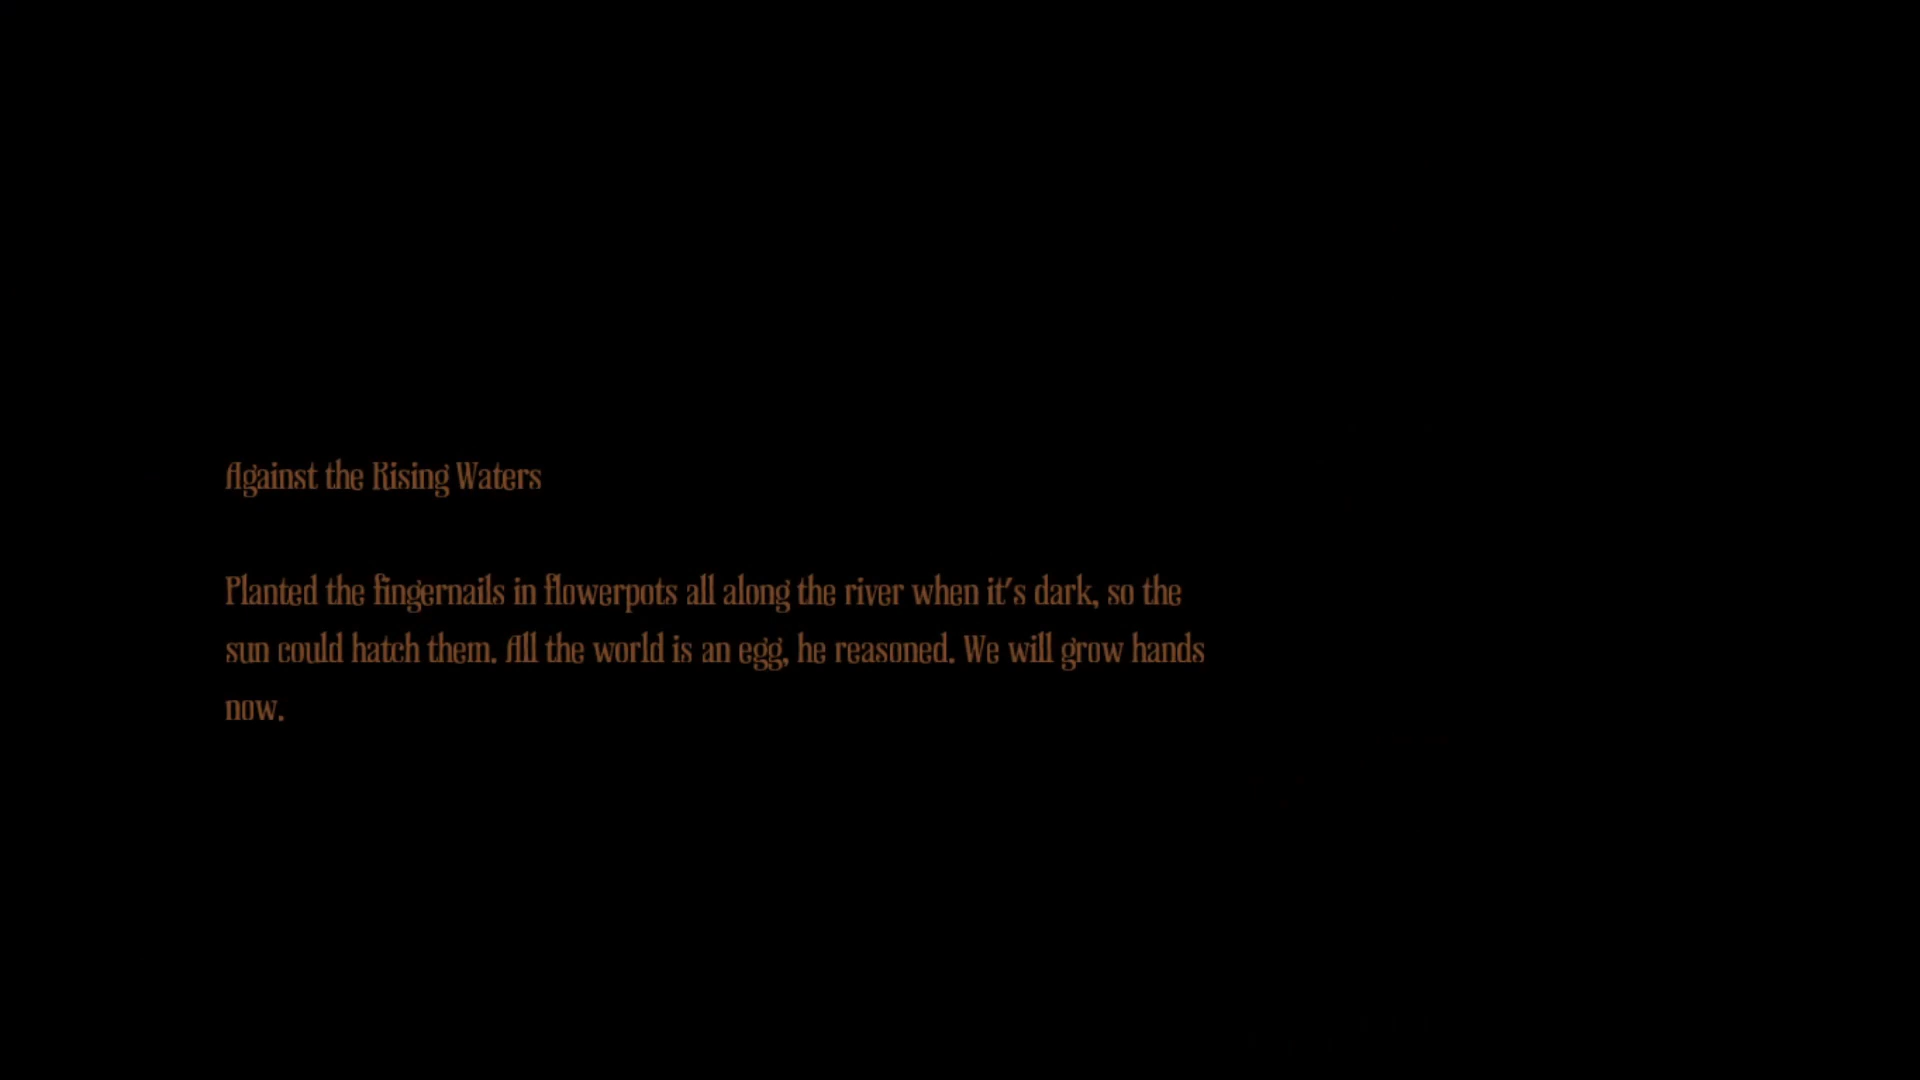 Against the Rising Waters
Planted the fingernails in flowerpots all along the river when it's dark, so the
sun could hatch them. All the world is an egg, he reasoned. We will grow hands
now.